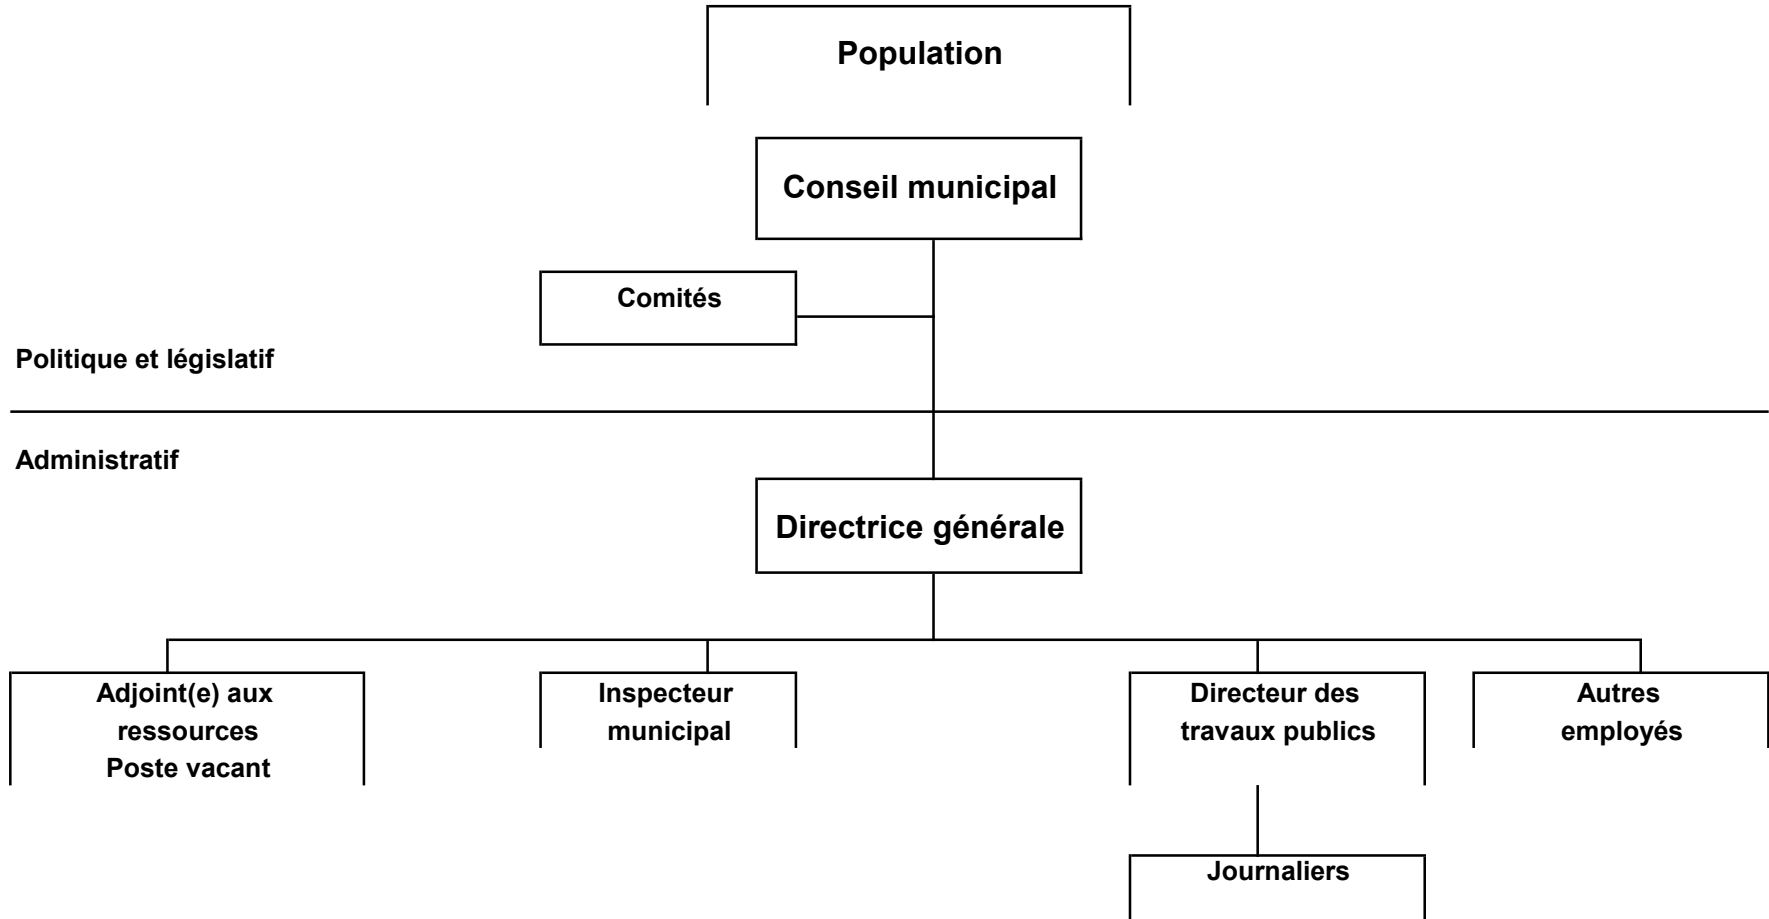 Population
Conseil municipal
Comités
Politique et législatif
Administratif
Directrice générale
Adjoint(e) aux
ressources
Poste vacant
Inspecteur
municipal
Directeur des
travaux publics
Autres
employés
Journaliers